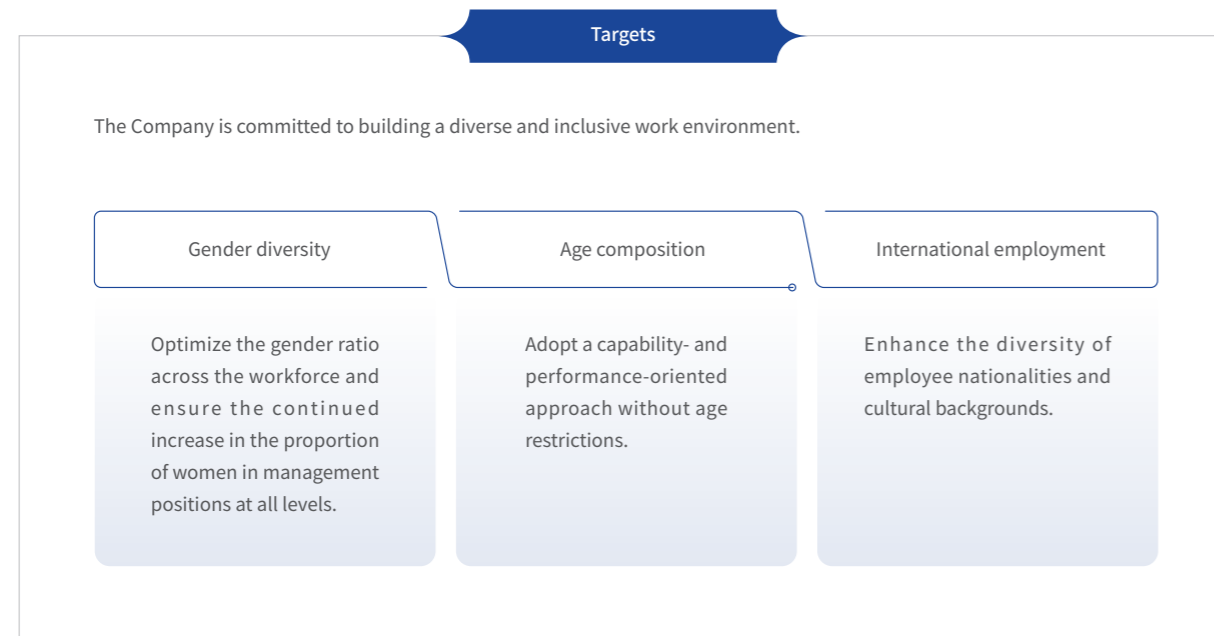 Targets
The Company is committed to building a diverse and inclusive work environment.
Gender diversity
Optimize the gender ratio
across the workforce and
ensure the continued
increase in the proportion
of women in management
positions at all levels.
Age composition
Adopt a capability- and
performance-oriented
approach without age
restrictions.
International employment
Enhance the diversity of
employee nationalities and
cultural backgrounds.